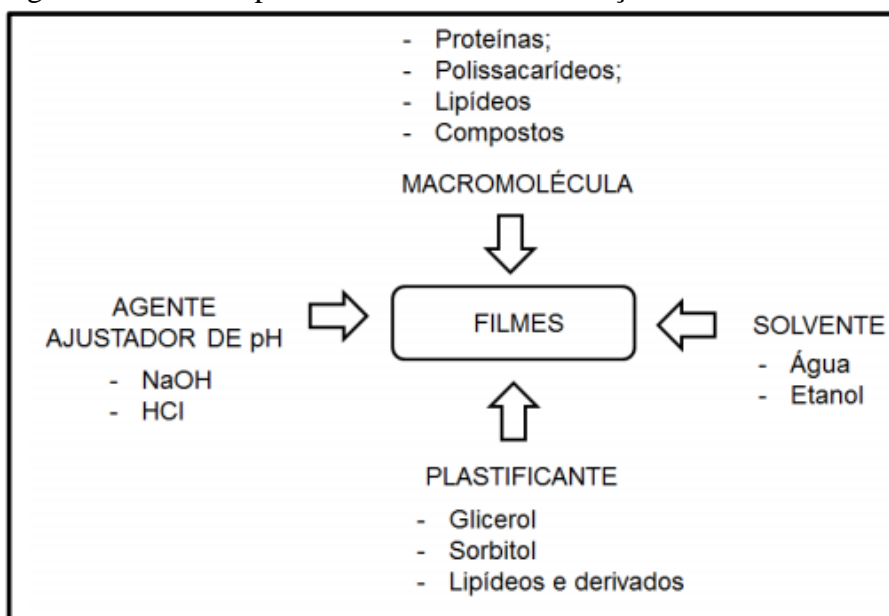 - Proteínas;
- Polissacarídeos;
- Lipídeos
- Compostos
MACROMOLÉCULA
AGENTE
AJUSTADOR DE pH
- NaOH
- HCl
FILMES
SOLVENTE
- Água
- Etanol
PLASTIFICANTE
- Glicerol
- Sorbitol
- Lipídeos e derivados